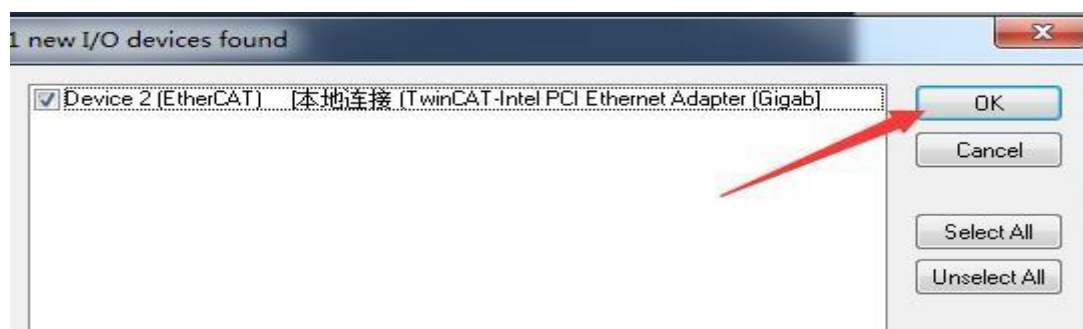 1 new I/O devices found
Device 2 (EtherCAT) [本地连接 (TwinCAT-Intel PCI Ethernet Adapter (Gigab]
OK
Cancel
Select All
Unselect All